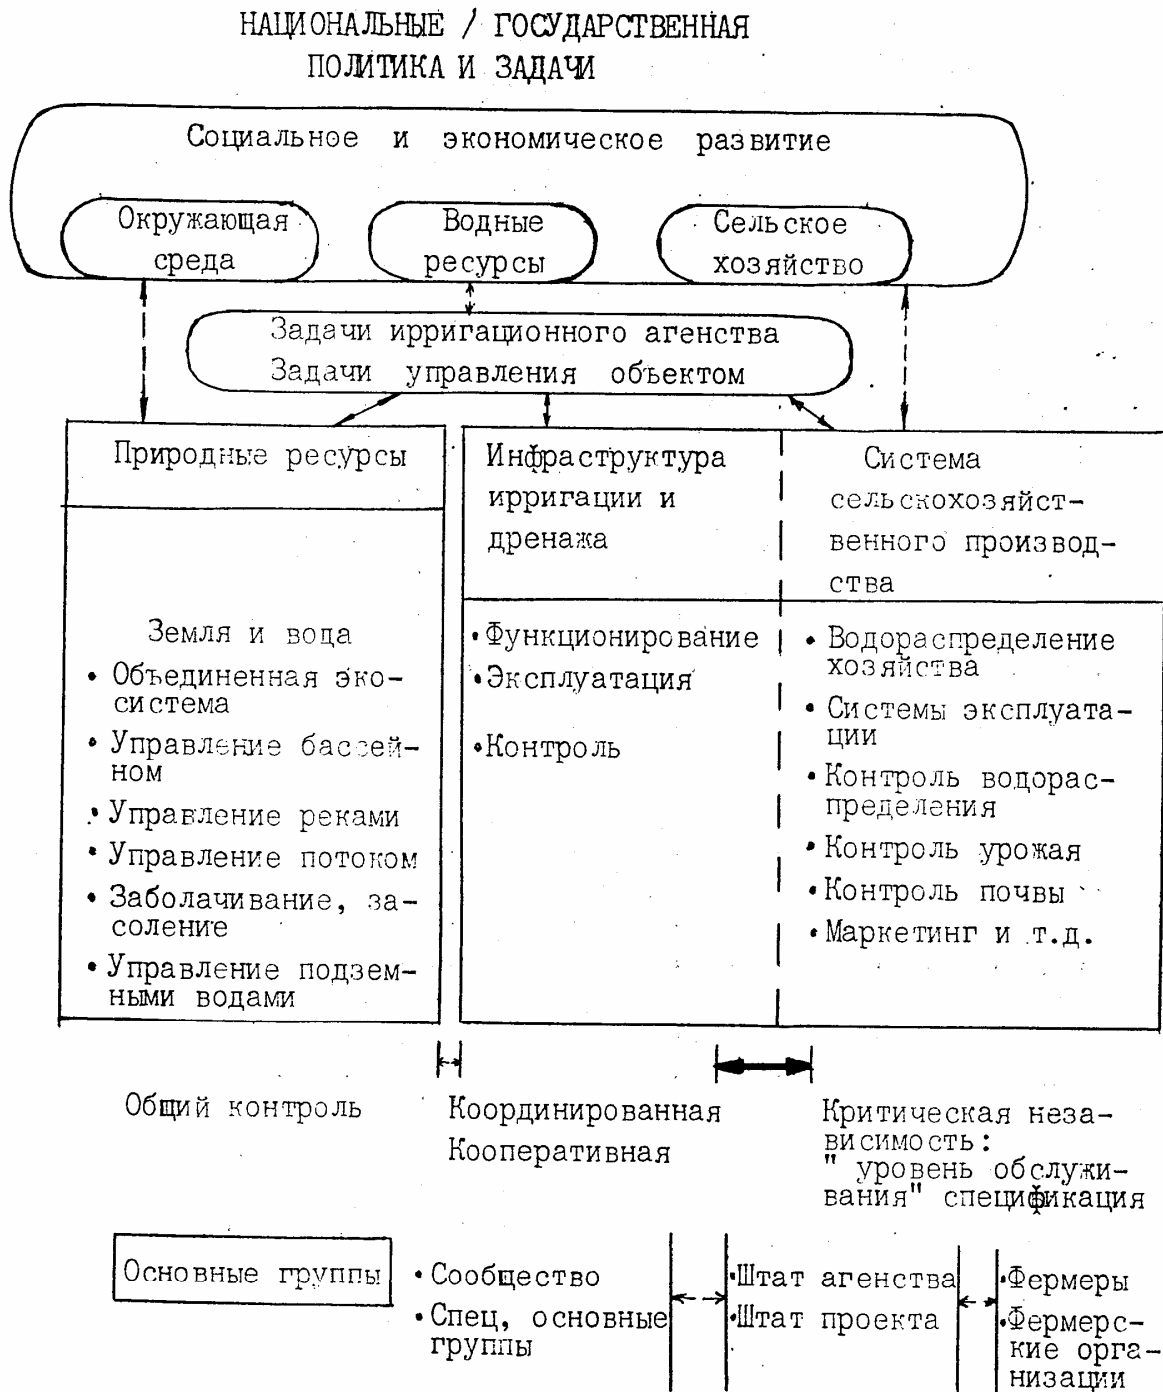 НАЦИОНАЛЬНЫЕ / ГОСУДАРСТВЕННАЯ
ПОЛИТИКА И ЗАДАЧИ
Социальное и экономическое развитие
Окружающая
среда
Водные
ресурсы
Сельское
хозяйство
Задачи ирригационного агенства
Задачи управления объектом
Природные ресурсы
Земля и вода
• Объединенная эко-
система
• Управление бассей-
ном
• Управление реками
• Управление потоком
• Заболачивание, за-
соление
• Управление подзем-
ными водами
Инфраструктура
ирригации и
дренажа
• Функционирование
• Эксплуатация
• Контроль
Система
сельскохозяйст-
венного производ-
ства
• Водораспределение
хозяйства
• Системы эксплуата-
ции
• Контроль водорас-
пределения
• Контроль урожая
• Контроль почвы
• Маркетинг и т.д.
Общий контроль
Координированная
Кооперативная
Критическая неза-
висимость:
" уровень обслужи-
вания" спецификация
Основные группы
• Сообщество
• Спец, основные
группы
• Штат агенства
• Штат проекта
• Фермеры
• Фермерс-
кие орга-
низации